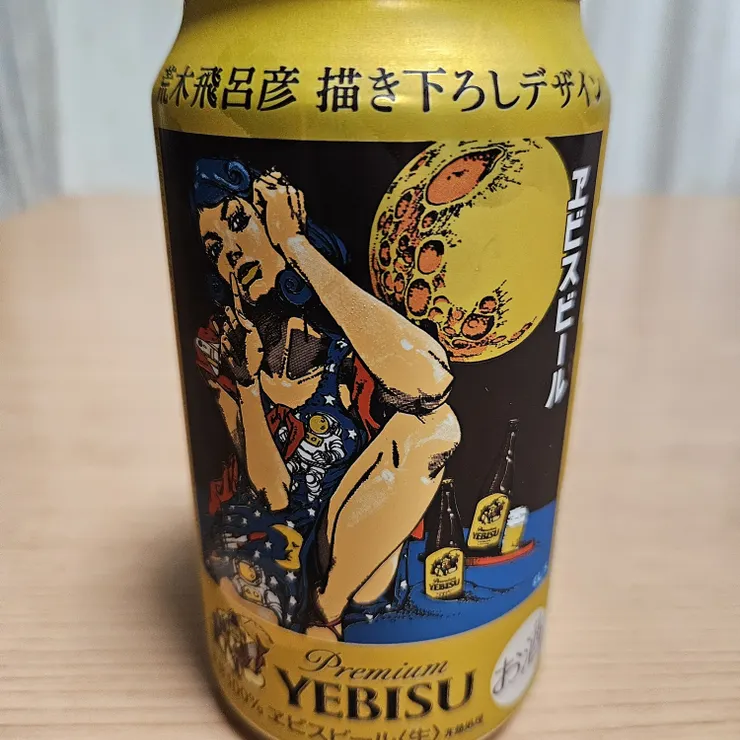 荒木飛呂彦 描き下ろしデザイン
ヱビスビール
Premium
YEBISU
Premium
YEBISU
100%
ヱビスビール〈生〉
お酒